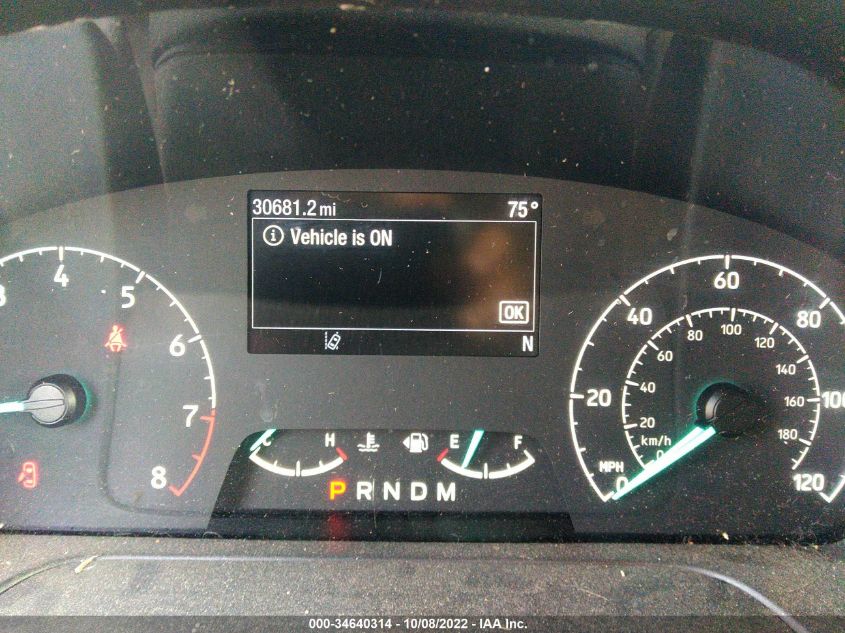 30681.2 mi 75°
i Vehicle is ON
OK
N
3 4 5 6 7 8
C H E F
P R N D M
MPH 0 20 40 60 80 100 120
km/h 0 20 40 60 80 100 120 140 160 180
000-34640314 - 10/08/2022 - IAA Inc.